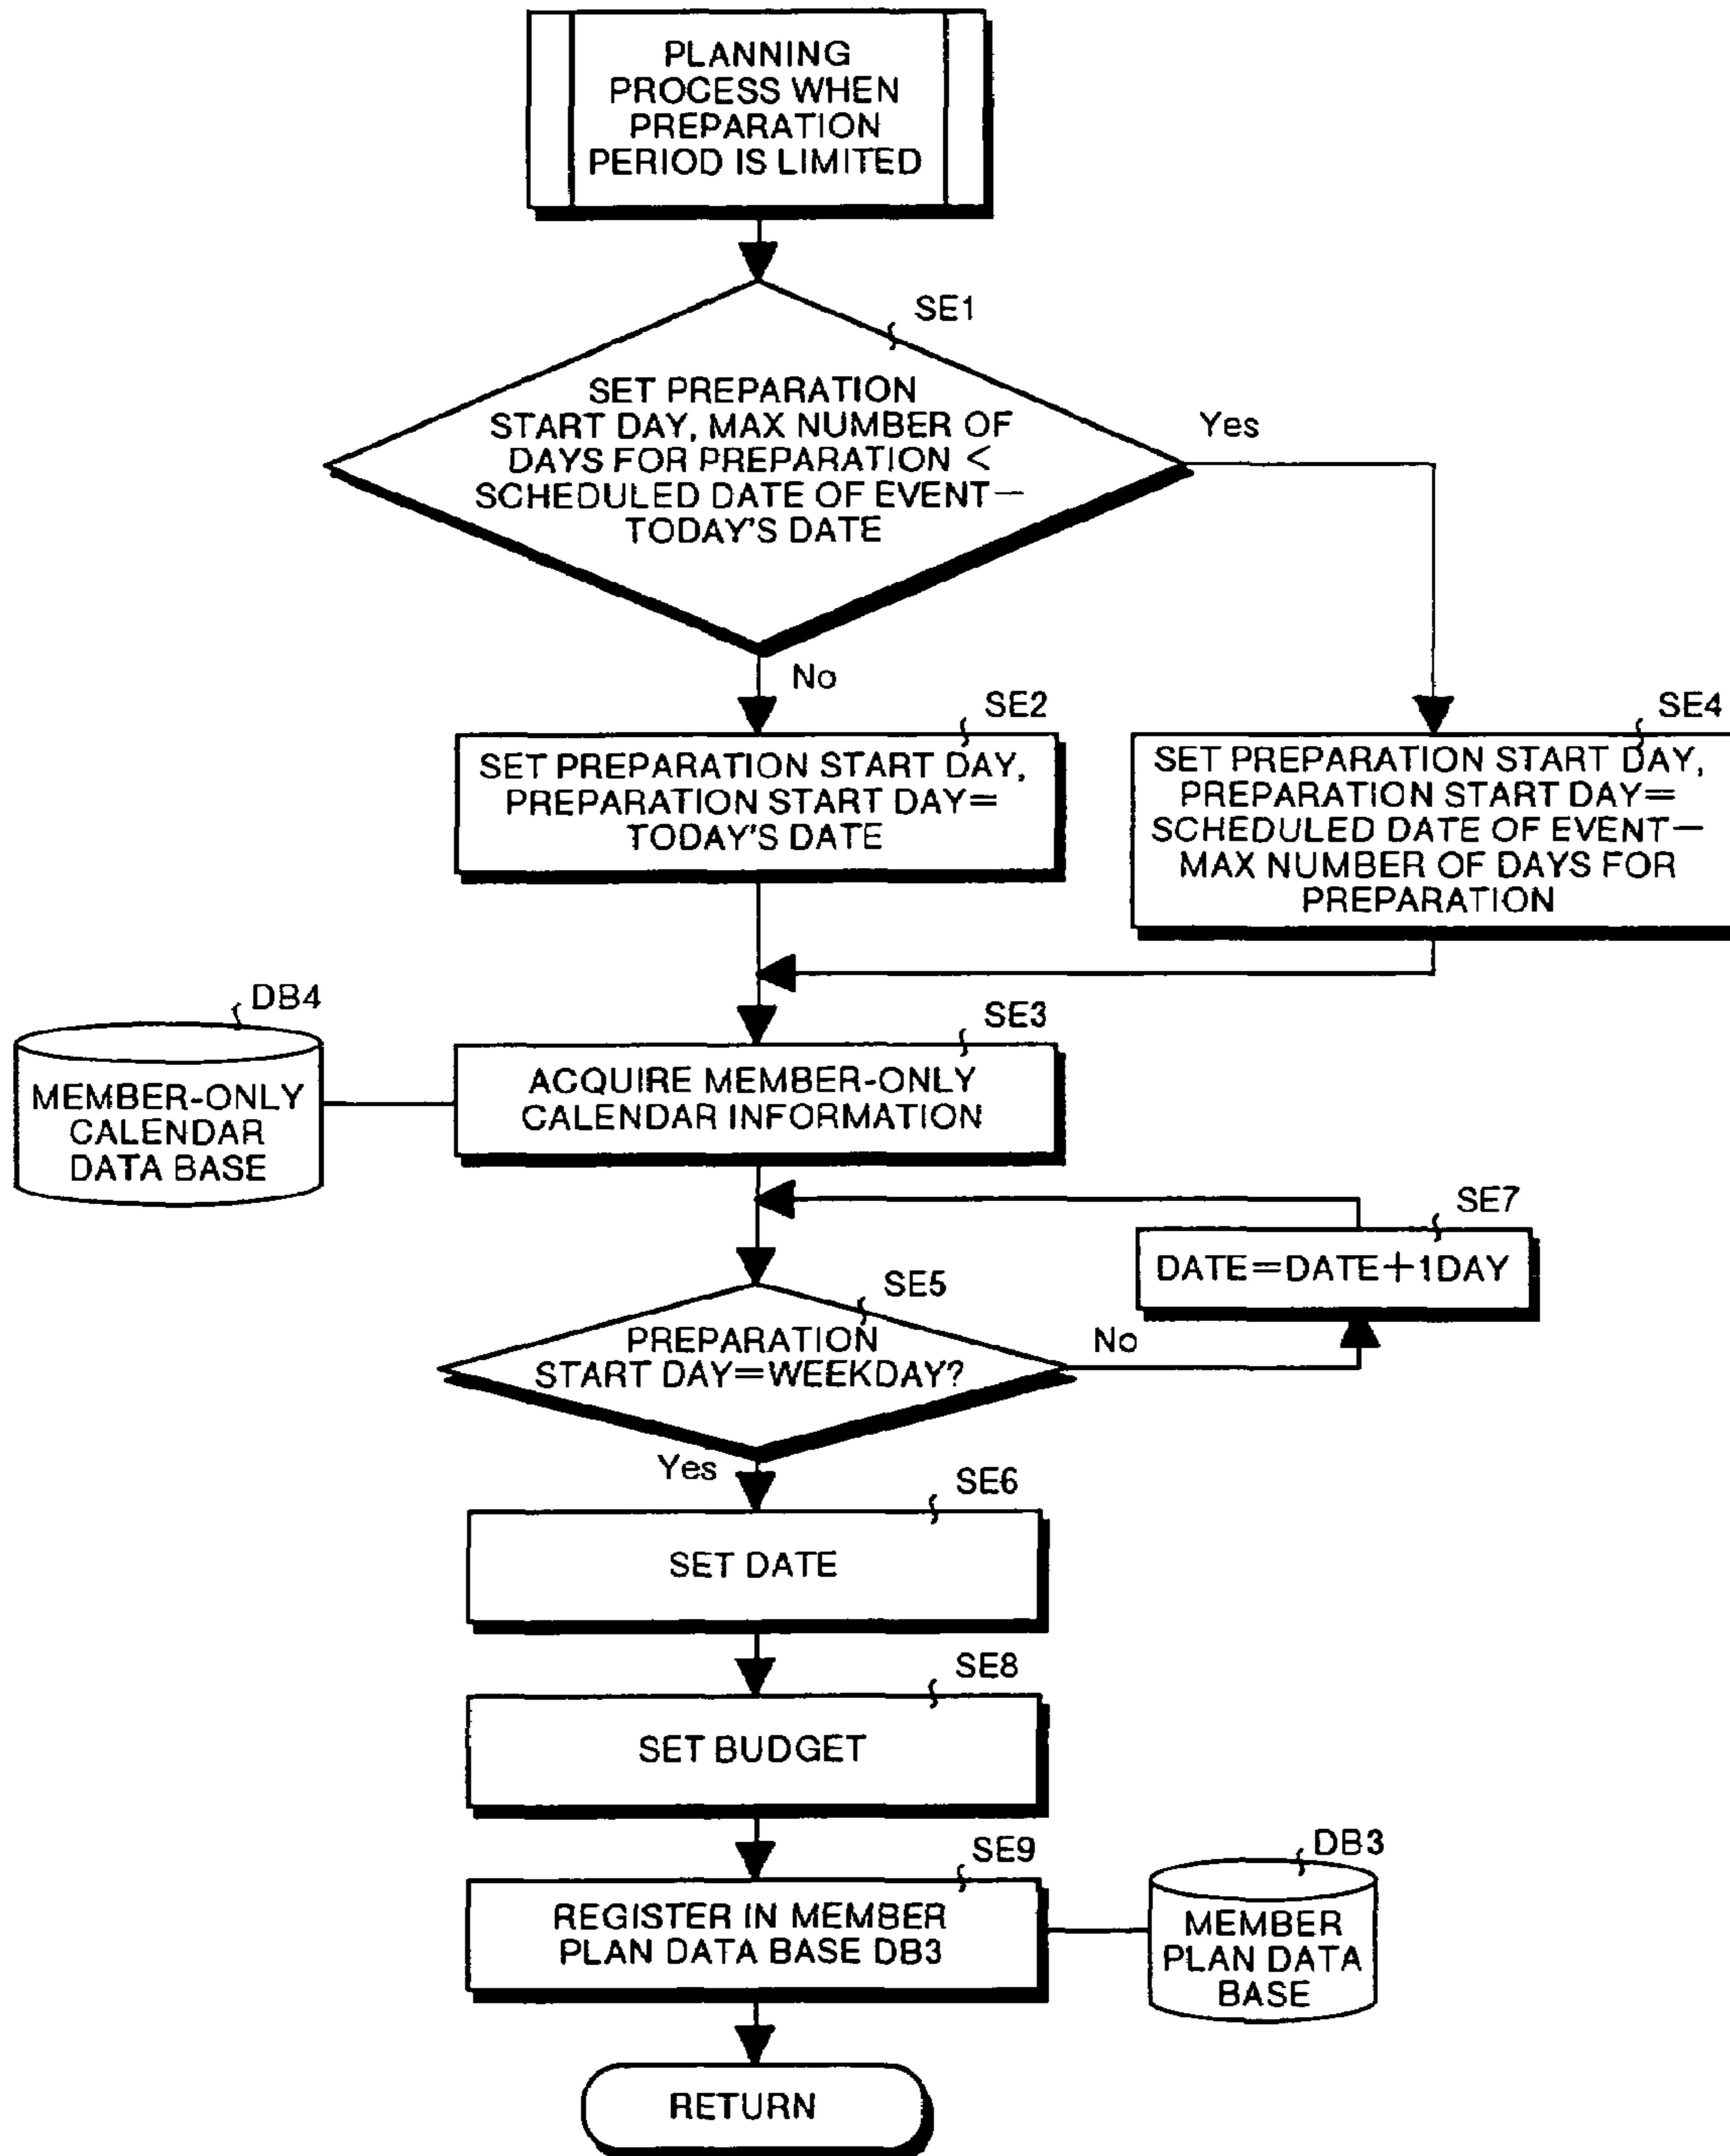 PLANNING
PROCESS WHEN
PREPARATION
PERIOD IS LIMITED
SE1
SET PREPARATION
START DAY, MAX NUMBER OF
DAYS FOR PREPARATION <
SCHEDULED DATE OF EVENT—
TODAY'S DATE
Yes
No
SE2
SET PREPARATION START DAY,
PREPARATION START DAY=
TODAY'S DATE
SE4
SET PREPARATION START DAY,
PREPARATION START DAY=
SCHEDULED DATE OF EVENT—
MAX NUMBER OF DAYS FOR
PREPARATION
DB4
MEMBER-ONLY
CALENDAR
DATA BASE
SE3
ACQUIRE MEMBER-ONLY
CALENDAR INFORMATION
SE7
DATE=DATE+1DAY
SE5
PREPARATION
START DAY=WEEKDAY?
No
Yes
SE6
SET DATE
SE8
SET BUDGET
SE9
REGISTER IN MEMBER
PLAN DATA BASE DB3
DB3
MEMBER
PLAN DATA
BASE
RETURN